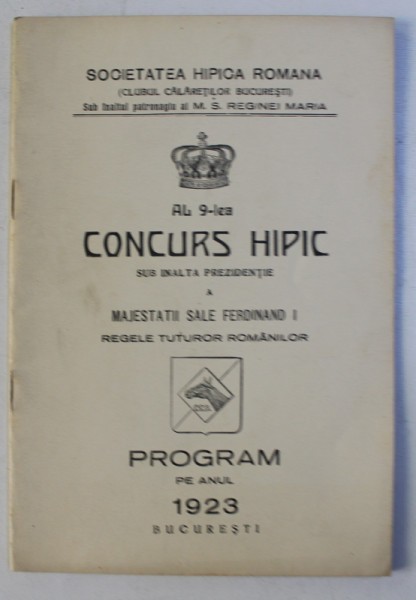 SOCIETATEA HIPICA ROMANA
(CLUBUL CĂLĂREȚILOR BUCUREȘTI)
Sub înaltul patronagiu al M. S. REGINEI MARIA
AL 9-lea
CONCURS HIPIC
SUB INALTA PREZIDENȚIE
A
MAJESTATII SALE FERDINAND I
REGELE TUTUROR ROMÂNILOR
PROGRAM
PE ANUL
1923
BUCUREȘTI